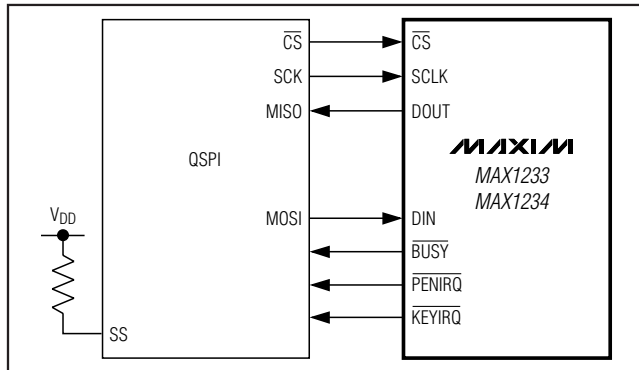 CS CS
SCK SCLK
MISO DOUT
MAXIM
QSPI
MAX1233
MAX1234
VDD
MOSI DIN
BUSY
PENIRQ
KEYIRQ
SS